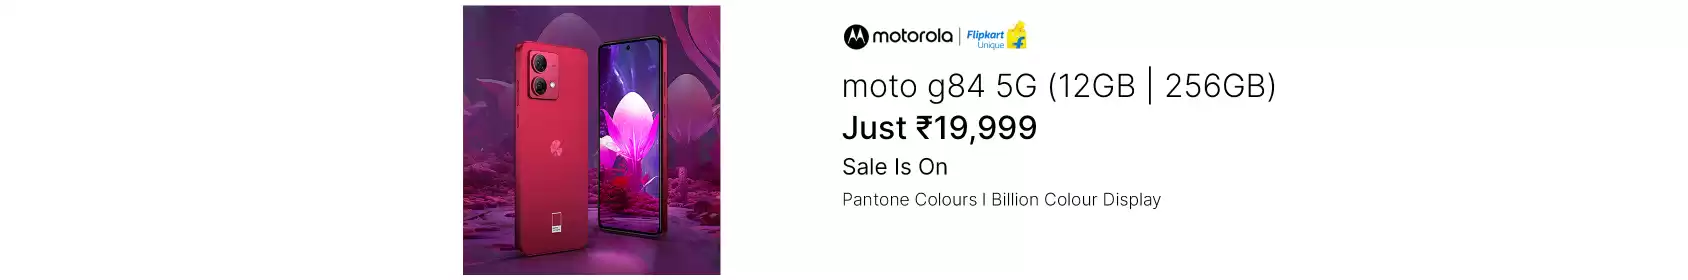 motorola | Flipkart Unique
moto g84 5G (12GB | 256GB)
Just ₹19,999
Sale Is On
Pantone Colours I Billion Colour Display